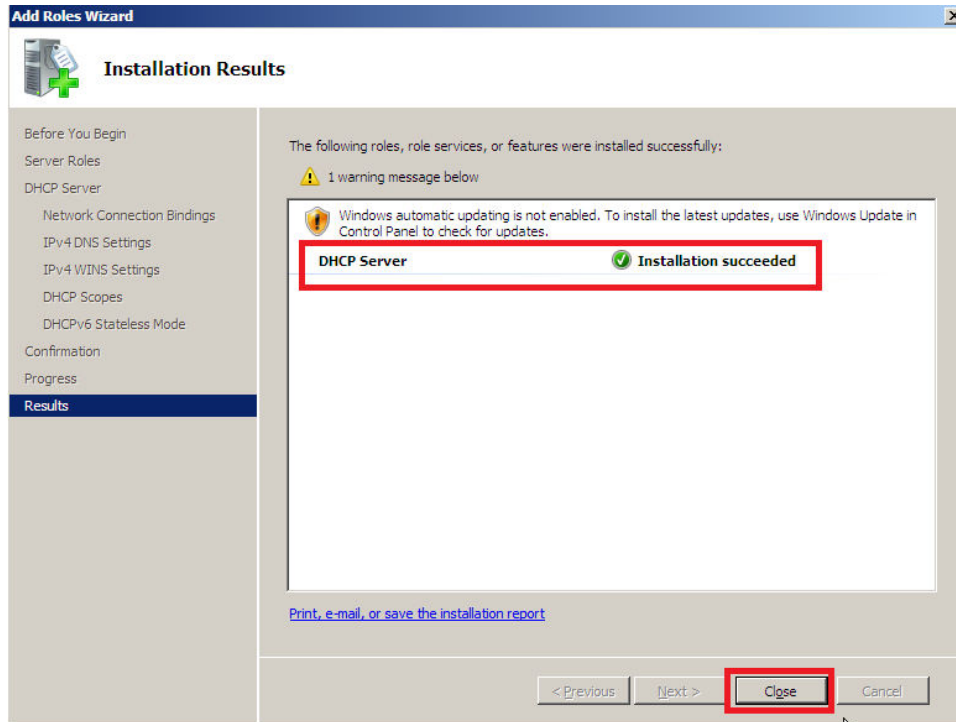 Add Roles Wizard
Installation Results
Before You Begin
Server Roles
DHCP Server
Network Connection Bindings
IPv4 DNS Settings
IPv4 WINS Settings
DHCP Scopes
DHCPv6 Stateless Mode
Confirmation
Progress
Results
The following roles, role services, or features were installed successfully:
1 warning message below
Windows automatic updating is not enabled. To install the latest updates, use Windows Update in
Control Panel to check for updates.
DHCP Server Installation succeeded
Print, e-mail, or save the installation report
< Previous Next > Close Cancel